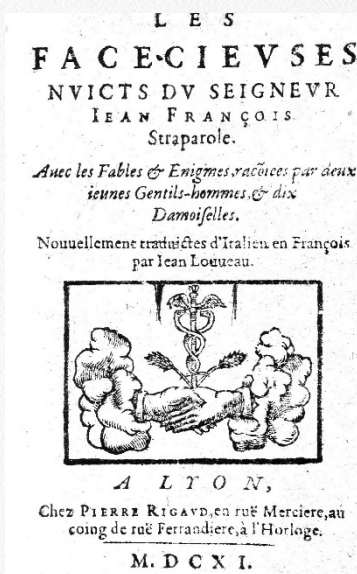 LES
FACE-CIEVSES
NVICTS DV SEIGNEVR
IEAN FRANÇOIS
Straparole.
Auec les Fables & Enigmes, racõtees par deux
ieunes Gentils-hommes, & dix
Damoiselles.
Nouuellement traduictes d'Italien en François
par Iean Louueau.
A LYON,
Chez PIERRE RIGAVD, en ruë Merciere, au
coing de ruë Ferrandiere, à l'Horloge.
M. DCXI.